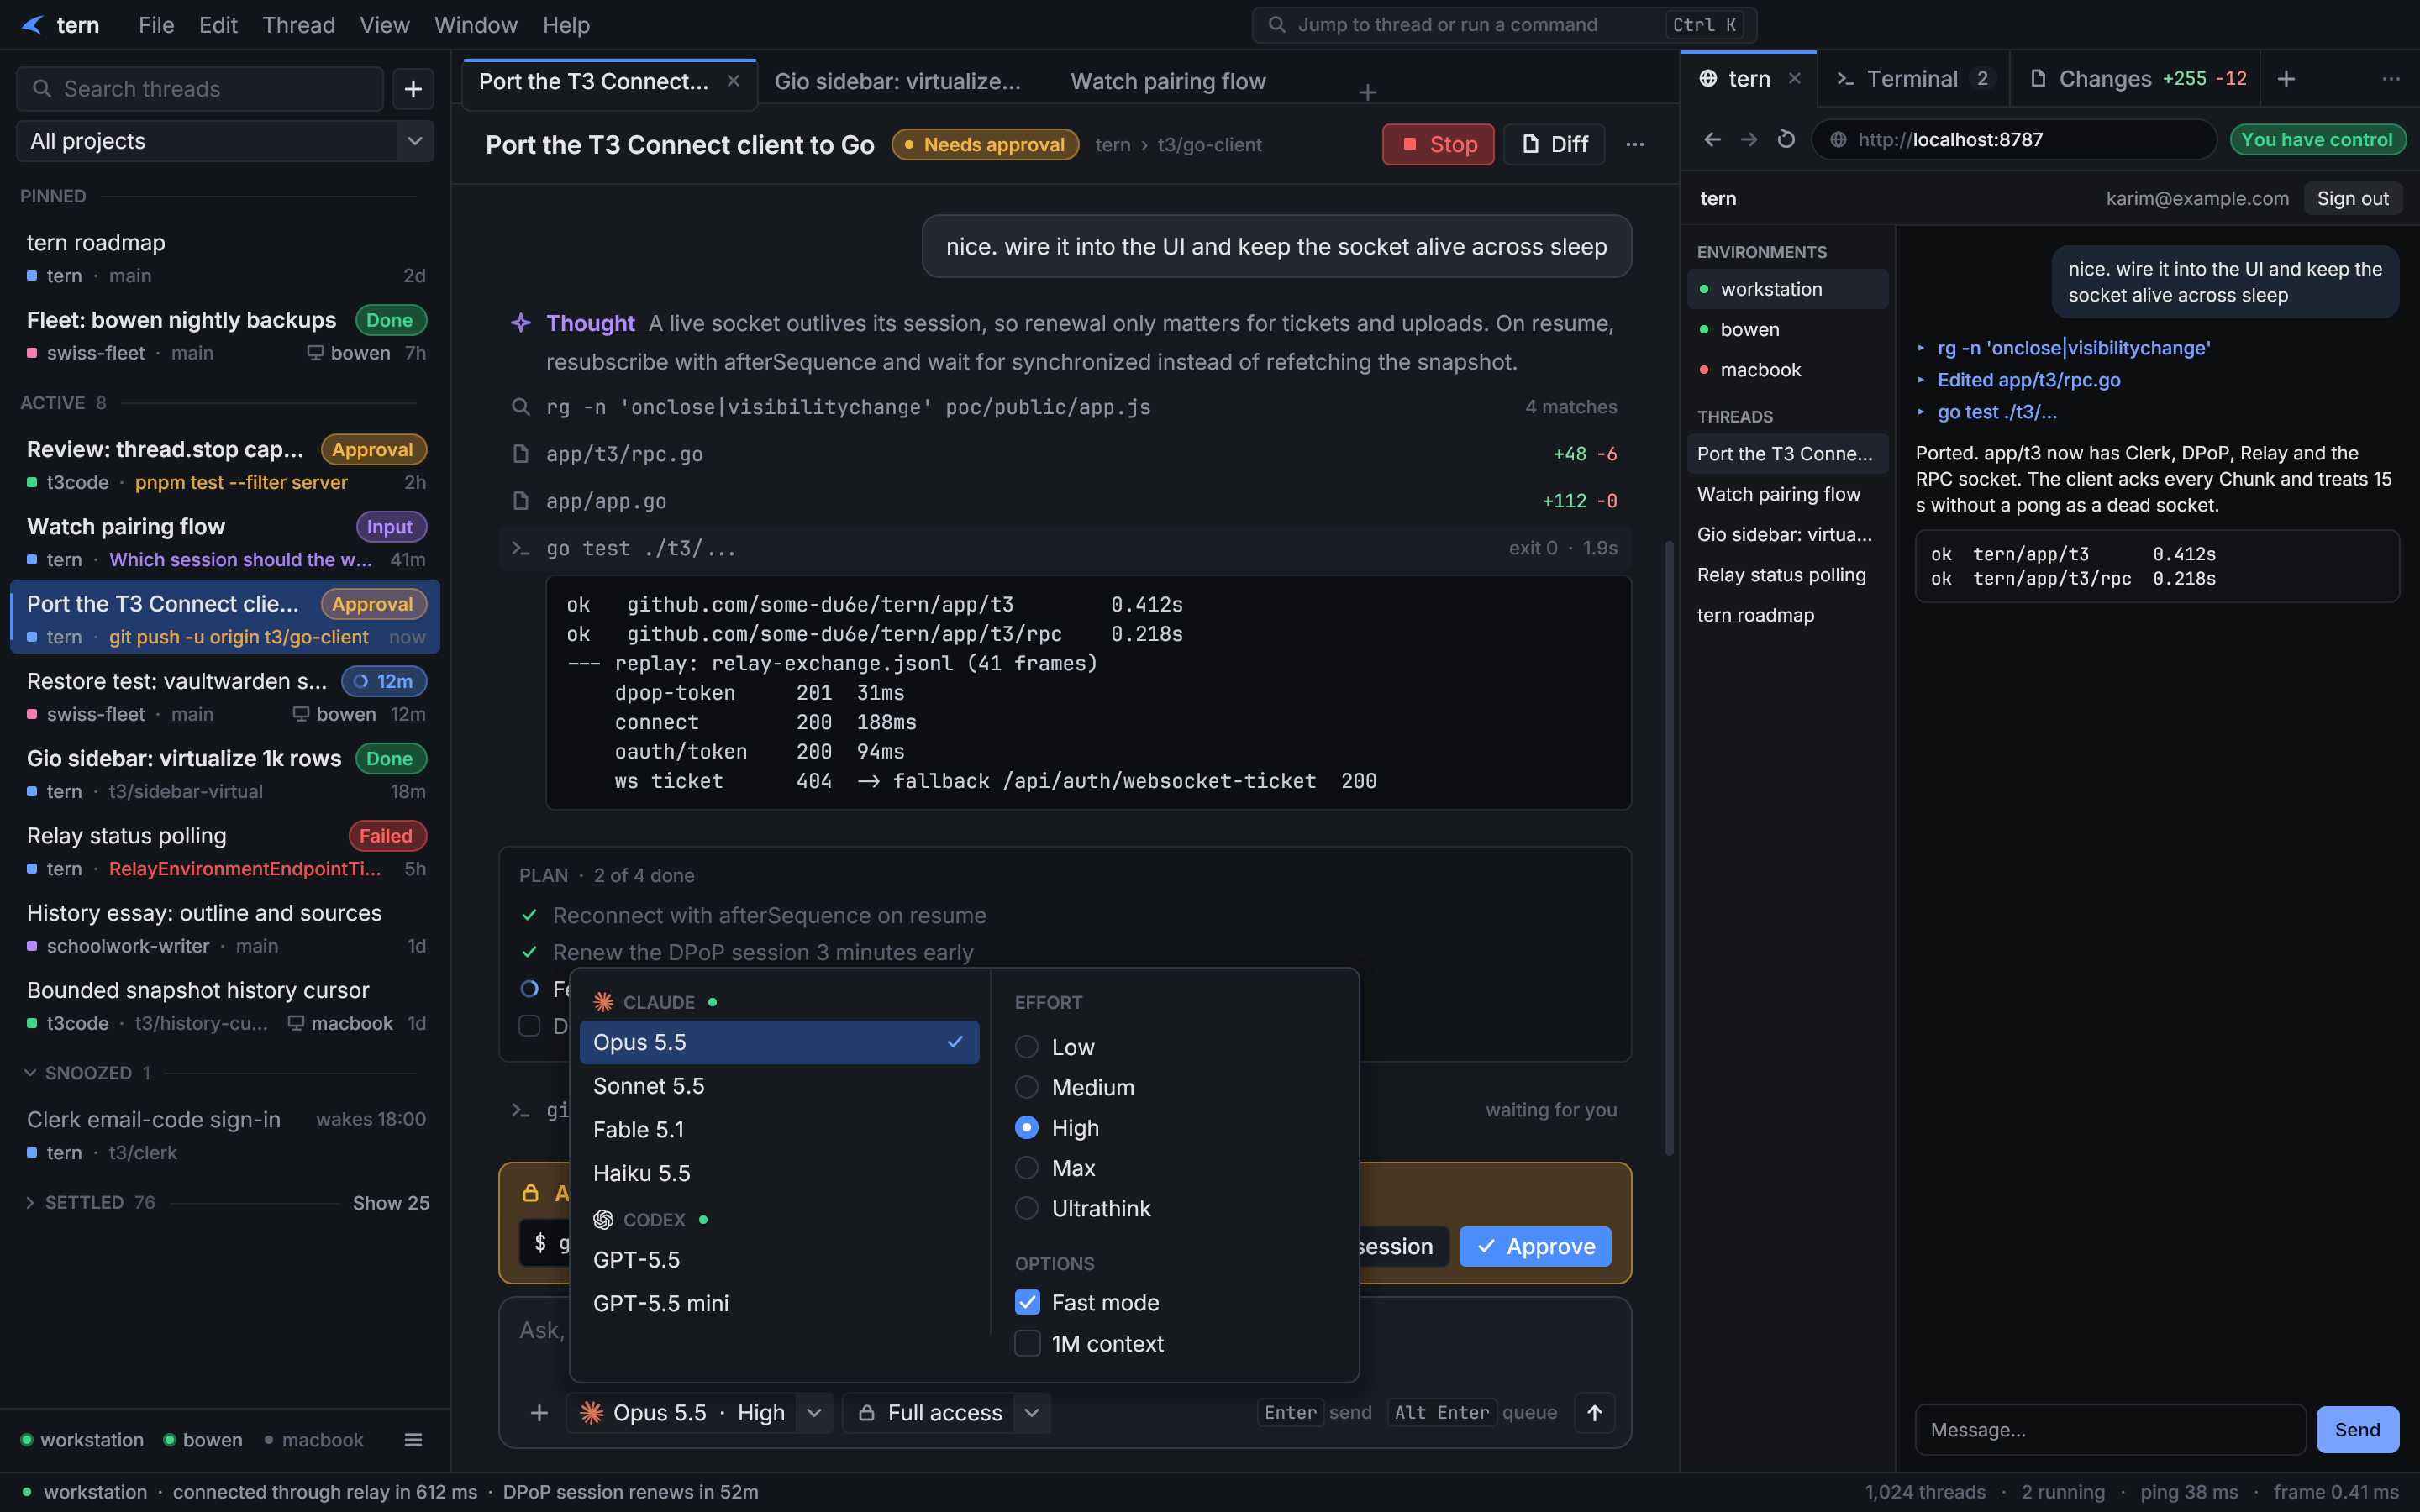 tern File Edit Thread View Window Help
Jump to thread or run a command Ctrl K
Search threads
All projects
PINNED
tern roadmap
tern · main 2d
Fleet: bowen nightly backups Done
swiss-fleet · main bowen 7h
ACTIVE 8
Review: thread.stop cap... Approval
t3code · pnpm test --filter server 2h
Watch pairing flow Input
tern · Which session should the w... 41m
Port the T3 Connect clie... Approval
tern · git push -u origin t3/go-client now
Restore test: vaultwarden s... 12m
swiss-fleet · main bowen 12m
Gio sidebar: virtualize 1k rows Done
tern · t3/sidebar-virtual 18m
Relay status polling Failed
tern · RelayEnvironmentEndpointTi... 5h
History essay: outline and sources
schoolwork-writer · main 1d
Bounded snapshot history cursor
t3code · t3/history-cu... macbook 1d
SNOOZED 1
Clerk email-code sign-in wakes 18:00
tern · t3/clerk
SETTLED 76 Show 25
workstation bowen macbook
Port the T3 Connect... Gio sidebar: virtualize... Watch pairing flow
Port the T3 Connect client to Go Needs approval tern › t3/go-client Stop Diff ...
nice. wire it into the UI and keep the socket alive across sleep
Thought A live socket outlives its session, so renewal only matters for tickets and uploads. On resume,
resubscribe with afterSequence and wait for synchronized instead of refetching the snapshot.
rg -n 'onclose|visibilitychange' poc/public/app.js 4 matches
app/t3/rpc.go +48 -6
app/app.go +112 -0
go test ./t3/... exit 0 · 1.9s
ok github.com/some-du6e/tern/app/t3 0.412s
ok github.com/some-du6e/tern/app/t3/rpc 0.218s
--- replay: relay-exchange.jsonl (41 frames)
dpop-token 201 31ms
connect 200 188ms
oauth/token 200 94ms
ws ticket 404 -> fallback /api/auth/websocket-ticket 200
PLAN · 2 of 4 done
Reconnect with afterSequence on resume
Renew the DPoP session 3 minutes early
Fe
D
gi waiting for you
A
$ g session Approve
Ask,
CLAUDE
Opus 5.5
Sonnet 5.5
Fable 5.1
Haiku 5.5
CODEX
GPT-5.5
GPT-5.5 mini
EFFORT
Low
Medium
High
Max
Ultrathink
OPTIONS
Fast mode
1M context
Opus 5.5 · High Full access Enter send Alt Enter queue
tern Terminal 2 Changes +255 -12 ...
http://localhost:8787 You have control
tern karim@example.com Sign out
ENVIRONMENTS
workstation
bowen
macbook
THREADS
Port the T3 Conne...
Watch pairing flow
Gio sidebar: virtua...
Relay status polling
tern roadmap
nice. wire it into the UI and keep the
socket alive across sleep
rg -n 'onclose|visibilitychange'
Edited app/t3/rpc.go
go test ./t3/...
Ported. app/t3 now has Clerk, DPoP, Relay and the
RPC socket. The client acks every Chunk and treats 15
s without a pong as a dead socket.
ok tern/app/t3 0.412s
ok tern/app/t3/rpc 0.218s
Message... Send
workstation · connected through relay in 612 ms · DPoP session renews in 52m
1,024 threads · 2 running · ping 38 ms · frame 0.41 ms